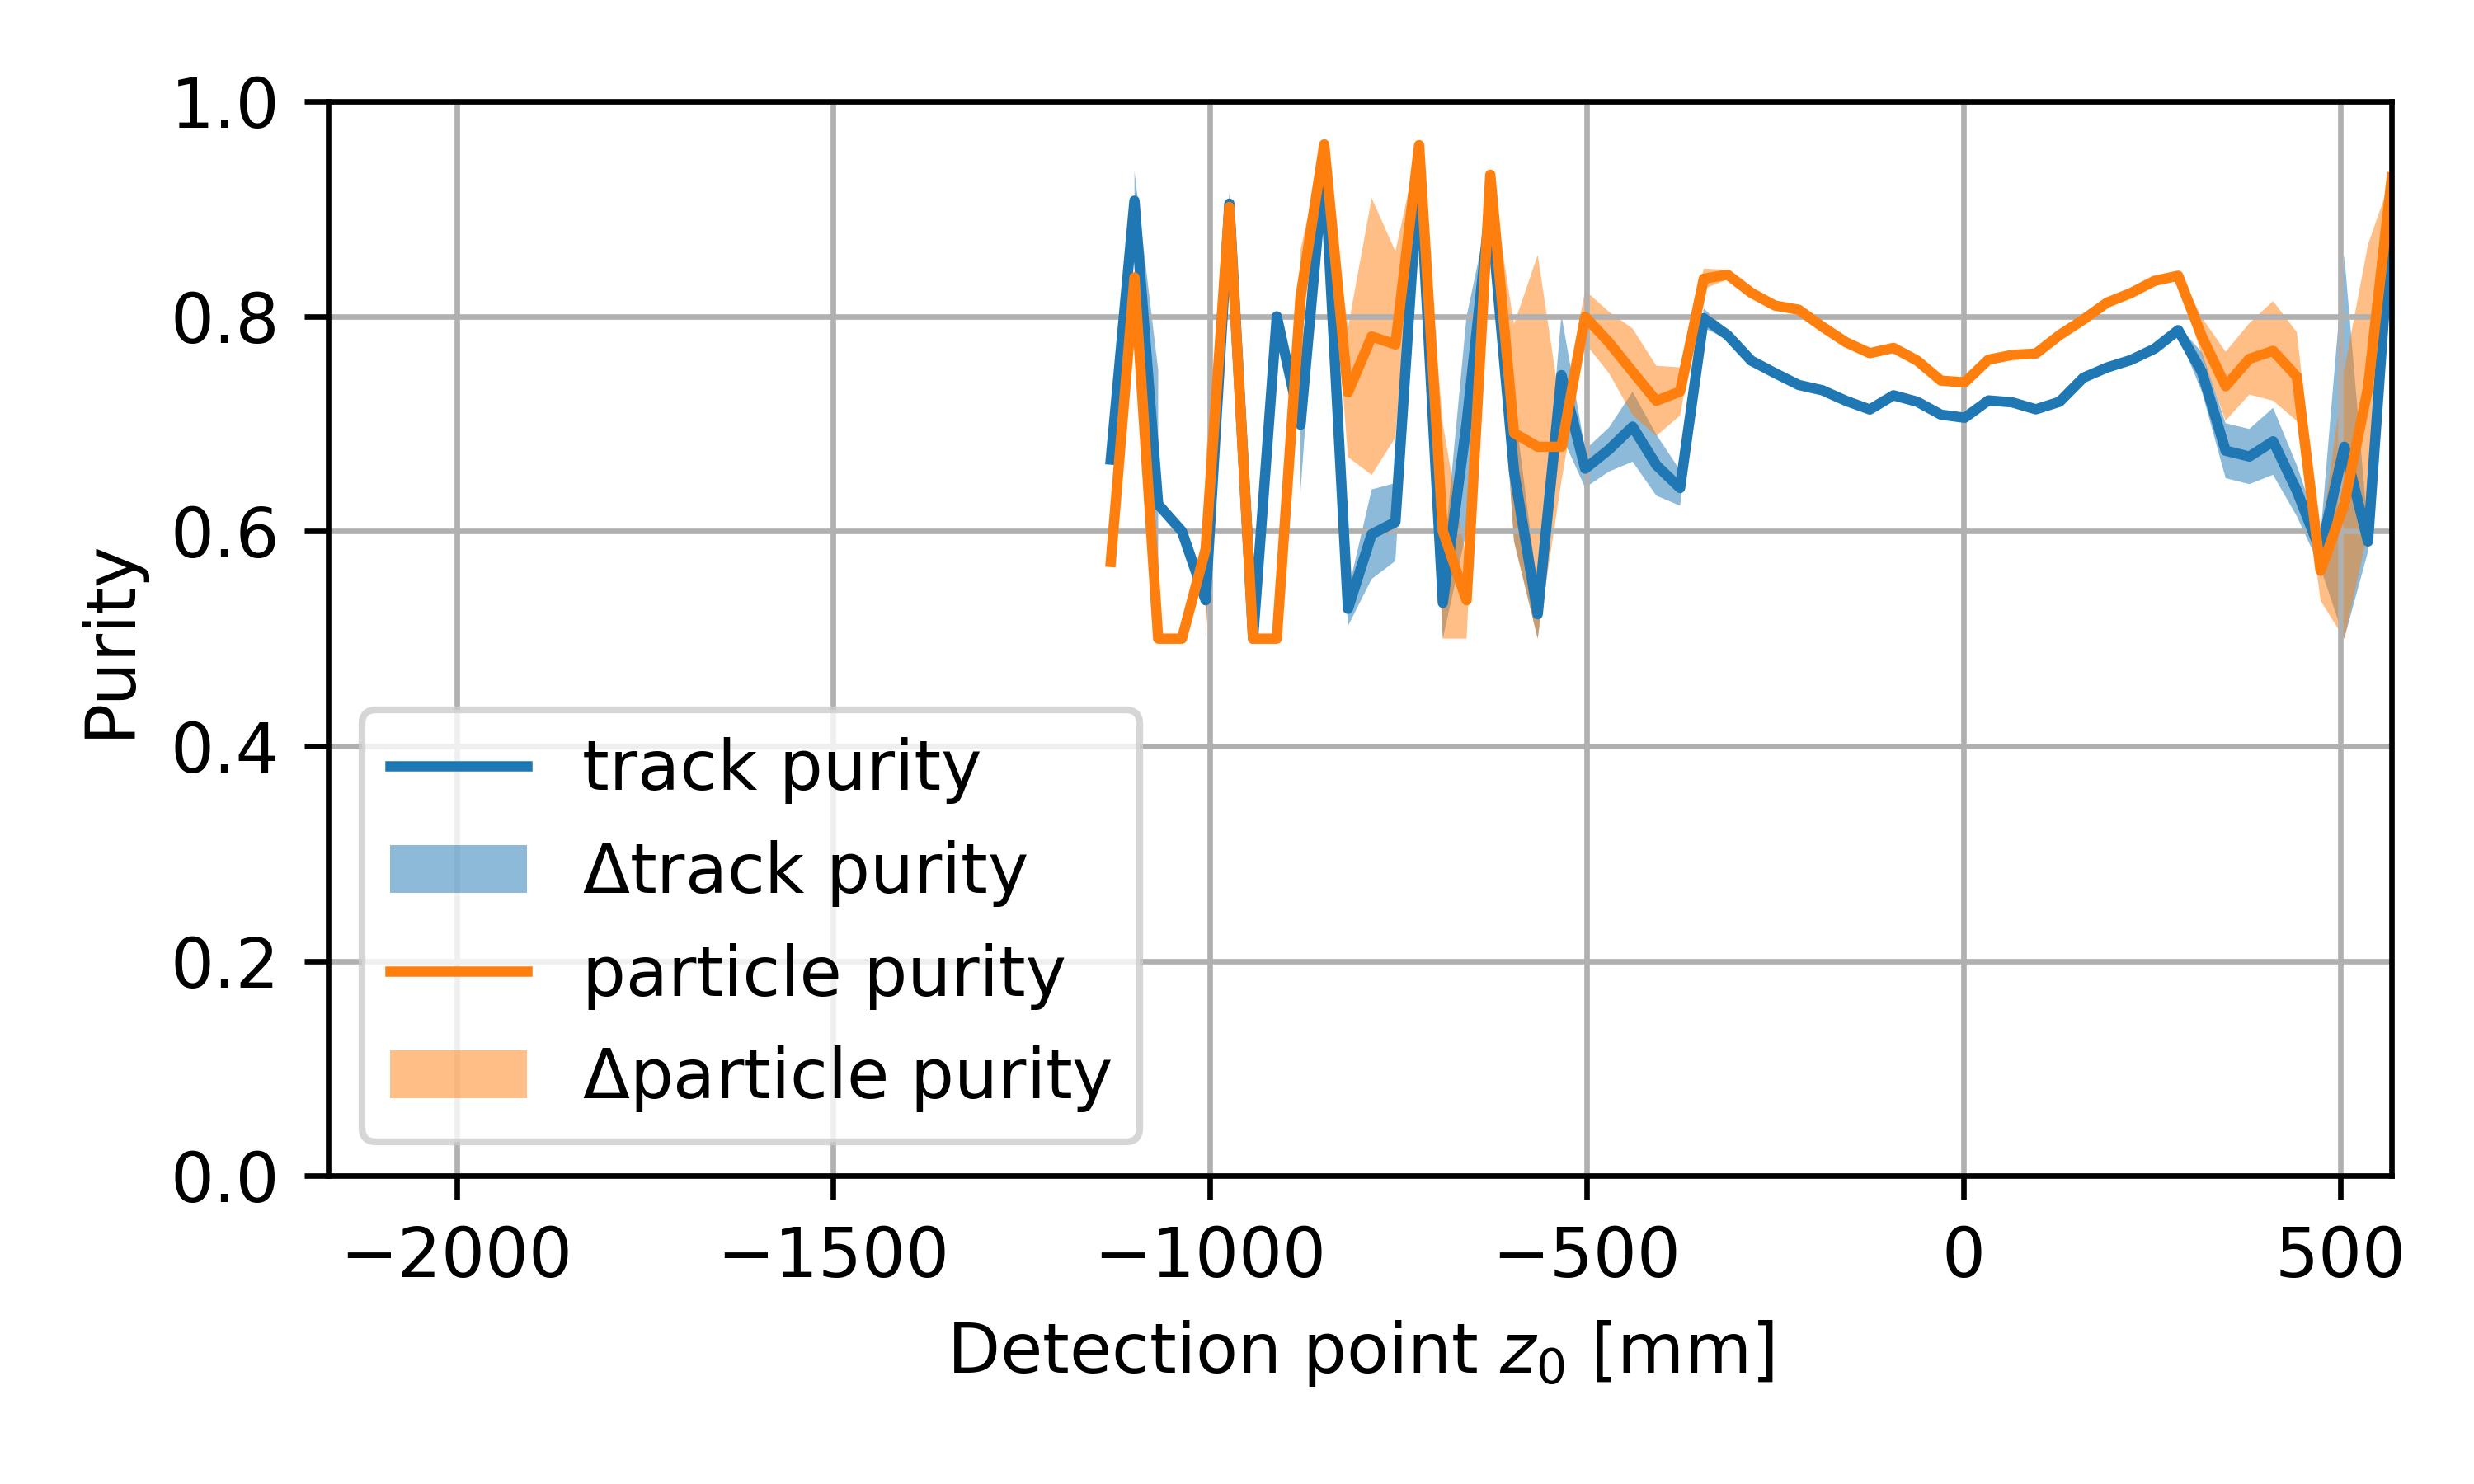 1.0
0.8
0.6
0.4
0.2
0.0
Purity
track purity
Δtrack purity
particle purity
Δparticle purity
−2000 −1500 −1000 −500 0 500
Detection point z₀ [mm]